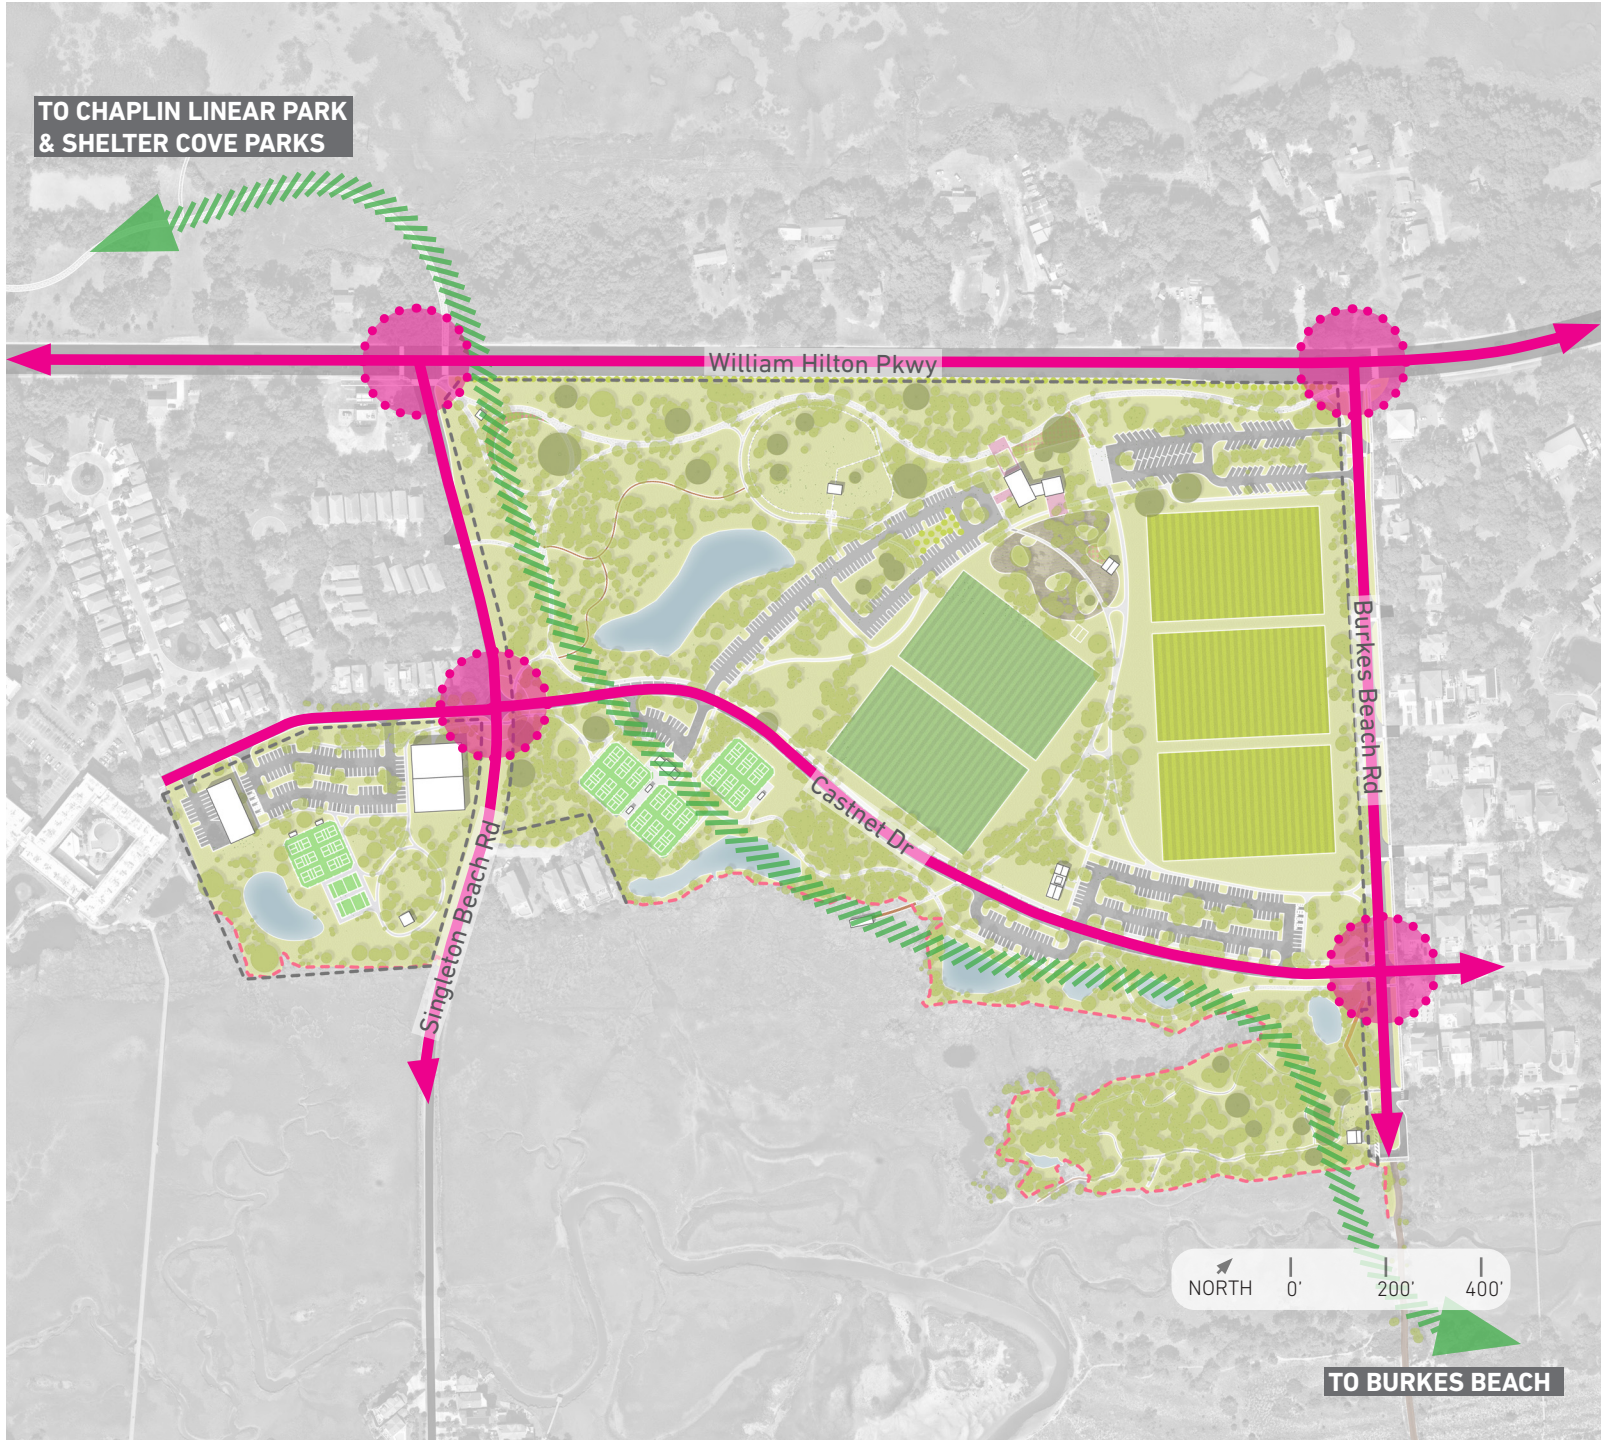 TO CHAPLIN LINEAR PARK
& SHELTER COVE PARKS
William Hilton Pkwy
Burkes Beach Rd
Castnet Dr
Singleton Beach Rd
NORTH 0' 200' 400'
TO BURKES BEACH